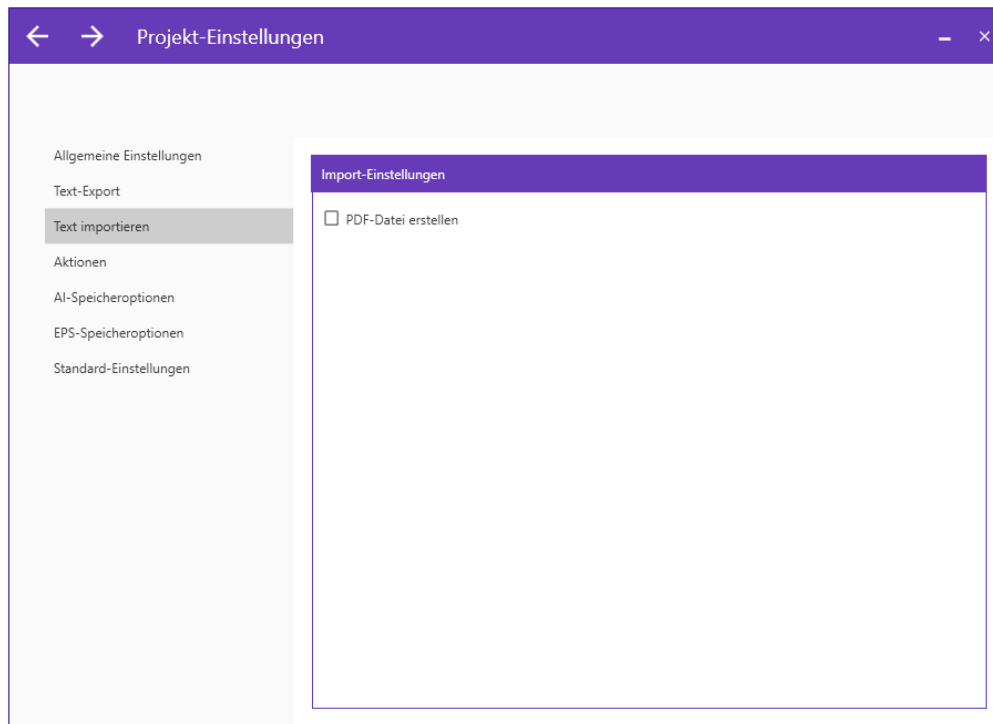 Projekt-Einstellungen
Allgemeine Einstellungen
Text-Export
Text importieren
Aktionen
AI-Speicheroptionen
EPS-Speicheroptionen
Standard-Einstellungen
Import-Einstellungen
PDF-Datei erstellen